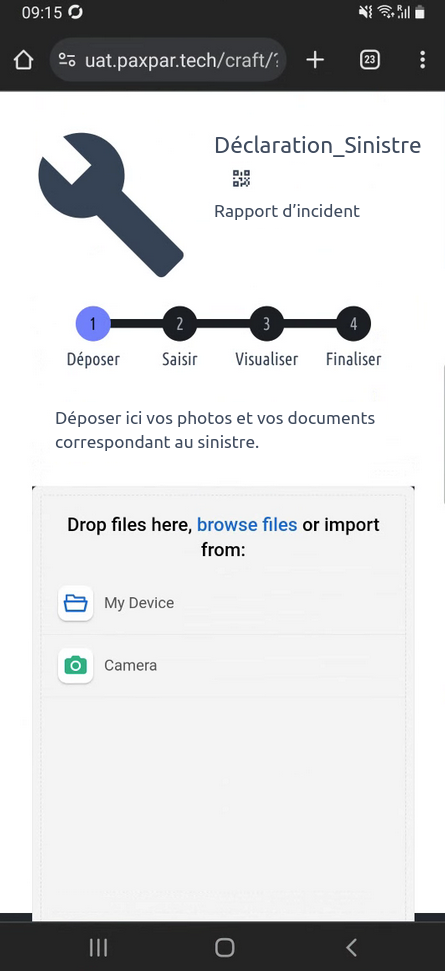 09:15
uat.paxpar.tech/craft/?
23
Déclaration_Sinistre
Rapport d’incident
1 2 3 4
Déposer Saisir Visualiser Finaliser
Déposer ici vos photos et vos documents
correspondant au sinistre.
Drop files here, browse files or import
from:
My Device
Camera